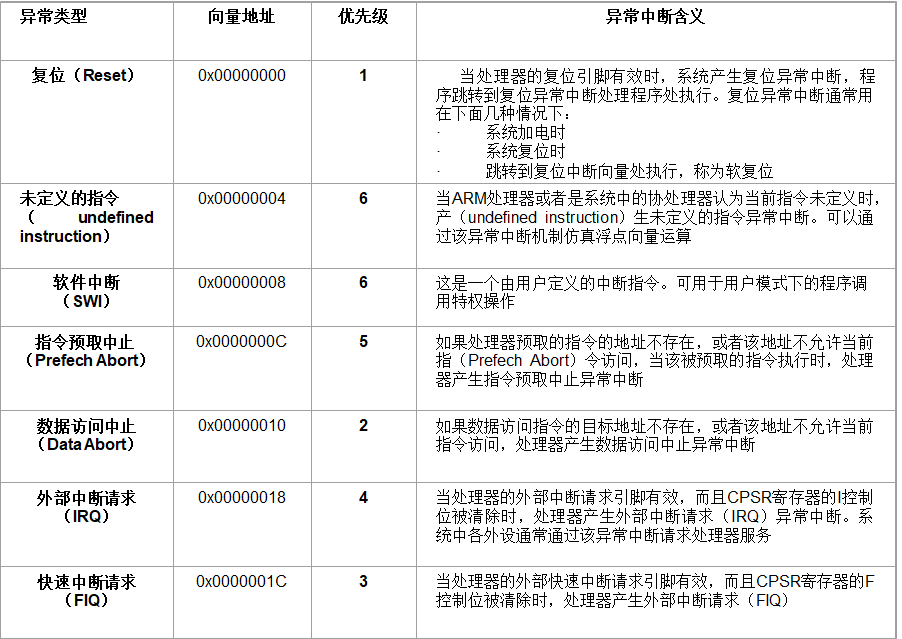 异常类型 向量地址 优先级 异常中断含义
复位（Reset） 0x00000000 1 当处理器的复位引脚有效时，系统产生复位异常中断，程
序跳转到复位异常中断处理程序处执行。复位异常中断通常用
在下面几种情况下：
· 系统加电时
· 系统复位时
· 跳转到复位中断向量处执行，称为软复位
未定义的指令 0x00000004 6 当ARM处理器或者是系统中的协处理器认为当前指令未定义时，
（ undefined 产（undefined instruction）生未定义的指令异常中断。可以通
instruction） 过该异常中断机制仿真浮点向量运算
软件中断 0x00000008 6 这是一个由用户定义的中断指令。可用于用户模式下的程序调
（SWI） 用特权操作
指令预取中止 0x0000000C 5 如果处理器预取的指令的地址不存在，或者该地址不允许当前
（Prefech Abort） 指（Prefech Abort）令访问，当该被预取的指令执行时，处理
器产生指令预取中止异常中断
数据访问中止 0x00000010 2 如果数据访问指令的目标地址不存在，或者该地址不允许当前
（Data Abort） 指令访问，处理器产生数据访问中止异常中断
外部中断请求 0x00000018 4 当处理器的外部中断请求引脚有效，而且CPSR寄存器的I控制
（IRQ） 位被清除时，处理器产生外部中断请求（IRQ）异常中断。系
统中各外设通常通过该异常中断请求处理器服务
快速中断请求 0x0000001C 3 当处理器的外部快速中断请求引脚有效，而且CPSR寄存器的F
（FIQ） 控制位被清除时，处理器产生外部中断请求（FIQ）